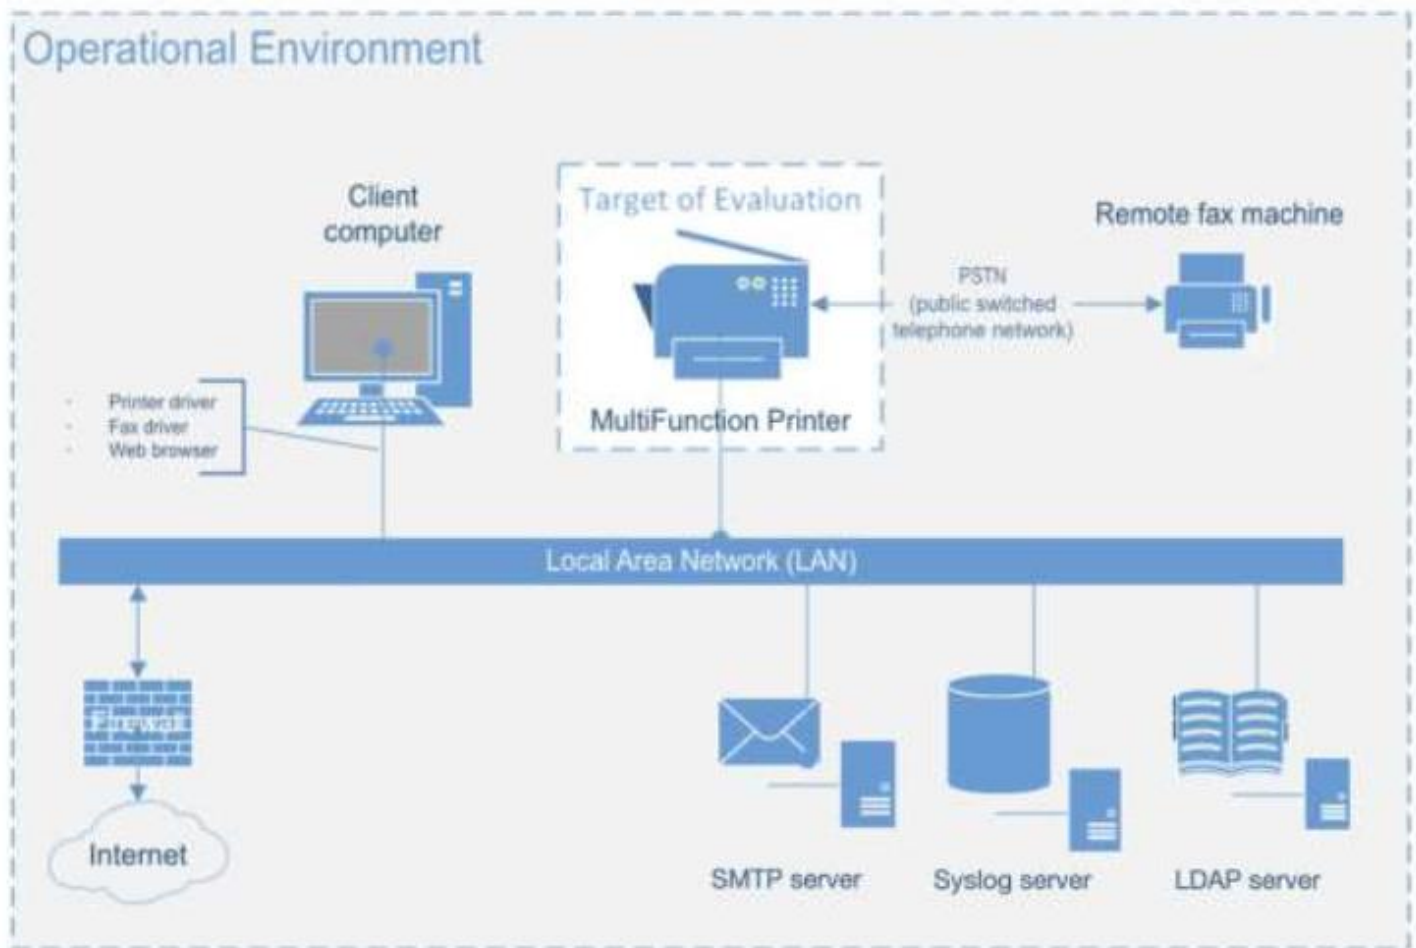 Operational Environment
Client
computer
Target of Evaluation
Remote fax machine
PSTN
(public switched
telephone network)
MultiFunction Printer
- Printer driver
- Fax driver
- Web browser
Local Area Network (LAN)
Firewall
Internet
SMTP server
Syslog server
LDAP server